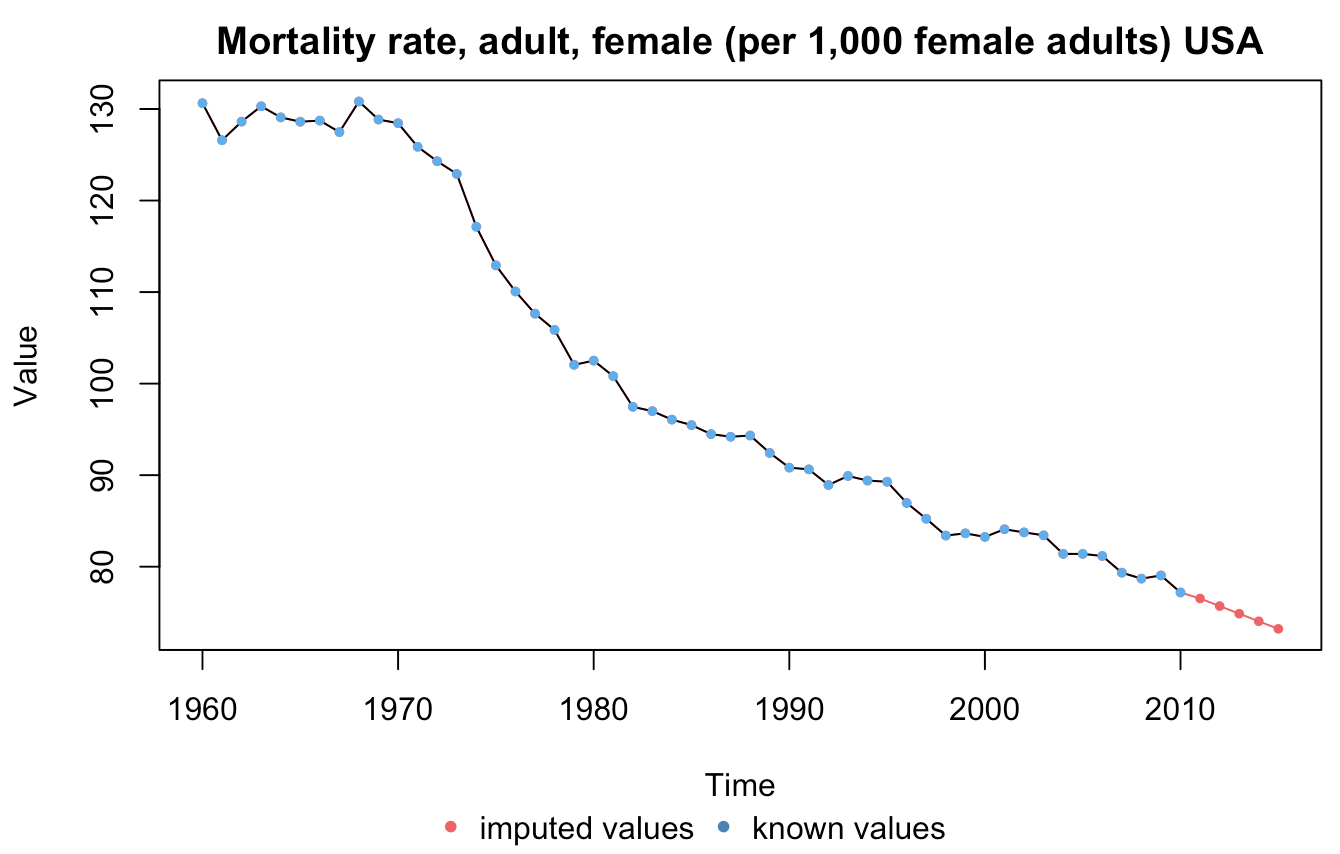 Mortality rate, adult, female (per 1,000 female adults) USA
130
120
110
100
90
80
Value
1960 1970 1980 1990 2000 2010
Time
imputed values known values